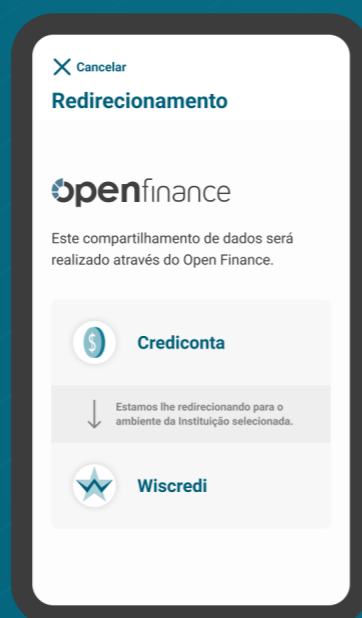 Cancelar
Redirecionamento
openfinance
Este compartilhamento de dados será
realizado através do Open Finance.
$ Crediconta
Estamos lhe redirecionando para o
ambiente da Instituição selecionada.
Wiscredi